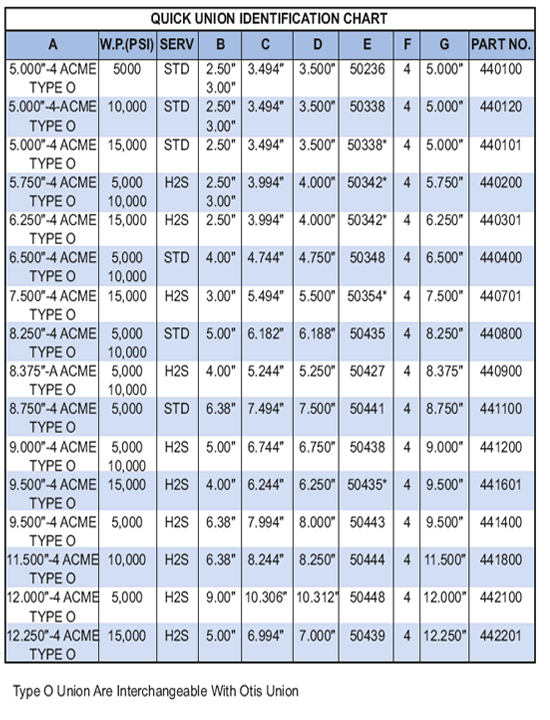 QUICK UNION IDENTIFICATION CHART
A W.P.(PSI) SERV B C D E F G PART NO.
5.000"-4 ACME 5000 STD 2.50" 3.494" 3.500" 50236 4 5.000" 440100
TYPE O 3.00"
5.000"-4-ACME 10,000 STD 2.50" 3.494" 3.500" 50338 4 5.000" 440120
TYPE O 3.00"
5.000"-4 ACME 15,000 STD 2.50" 3.494" 3.500" 50338* 4 5.000" 440101
TYPE O
5.750"-4 ACME 5,000 H2S 2.50" 3.994" 4.000" 50342* 4 5.750" 440200
TYPE O 10,000 3.00"
6.250"-4 ACME 15,000 H2S 2.50" 3.994" 4.000" 50342* 4 6.250" 440301
TYPE O
6.500"-4 ACME 5,000 STD 4.00" 4.744" 4.750" 50348 4 6.500" 440400
TYPE O 10,000
7.500"-4 ACME 15,000 H2S 3.00" 5.494" 5.500" 50354* 4 7.500" 440701
TYPE O
8.250"-4 ACME 5,000 STD 5.00" 6.182" 6.188" 50435 4 8.250" 440800
TYPE O 10,000
8.375"-A ACME 5,000 H2S 4.00" 5.244" 5.250" 50427 4 8.375" 440900
TYPE O 10,000
8.750"-4 ACME 5,000 STD 6.38" 7.494" 7.500" 50441 4 8.750" 441100
TYPE O
9.000"-4 ACME 5,000 H2S 5.00" 6.744" 6.750" 50438 4 9.000" 441200
TYPE O 10,000
9.500"-4 ACME 15,000 H2S 4.00" 6.244" 6.250" 50435* 4 9.500" 441601
TYPE O
9.500"-4 ACME 5,000 H2S 6.38" 7.994" 8.000" 50443 4 9.500" 441400
TYPE O
11.500"-4 ACME 10,000 H2S 6.38" 8.244" 8.250" 50444 4 11.500" 441800
TYPE O
12.000"-4 ACME 5,000 H2S 9.00" 10.306" 10.312" 50448 4 12.000" 442100
TYPE O
12.250"-4 ACME 15,000 H2S 5.00" 6.994" 7.000" 50439 4 12.250" 442201
TYPE O
Type O Union Are Interchangeable With Otis Union